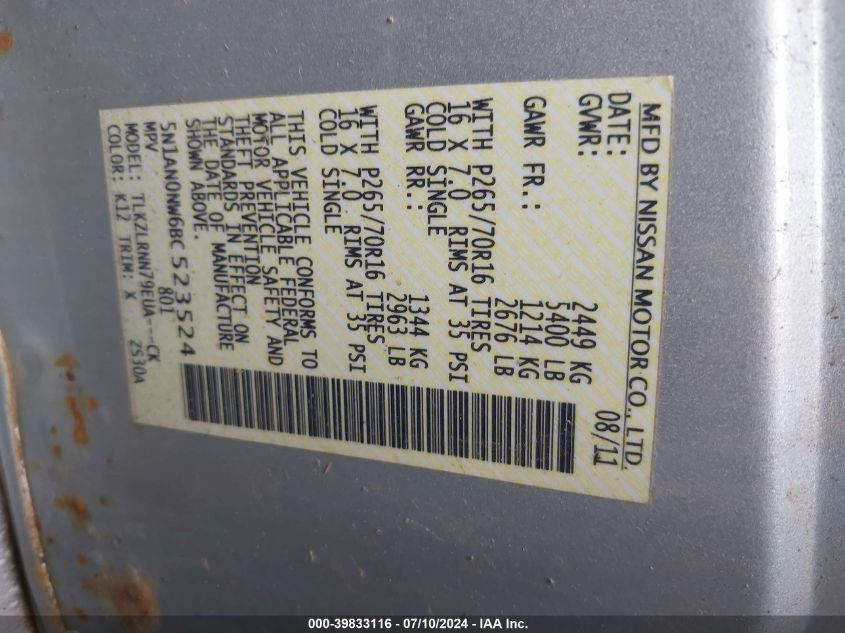 MFD BY NISSAN MOTOR CO., LTD.
DATE: 08/11
GVWR: 2449 KG
5400 LB
GAWR FR.: 1214 KG
2676 LB
WITH P265/70R16 TIRES
16 X 7.0 RIMS AT 35 PSI
COLD SINGLE
GAWR RR.: 1344 KG
2963 LB
WITH P265/70R16 TIRES
16 X 7.0 RIMS AT 35 PSI
COLD SINGLE
THIS VEHICLE CONFORMS TO
ALL APPLICABLE FEDERAL
MOTOR VEHICLE SAFETY AND
THEFT PREVENTION
STANDARDS IN EFFECT ON
THE DATE OF MANUFACTURE
SHOWN ABOVE.
5N1AN0NW6BC523524
MPV 801
MODEL: TLKZLRNN79EUA---CK
COLOR: K12 TRIM: X ZS30A
000-39833116 - 07/10/2024 - IAA Inc.